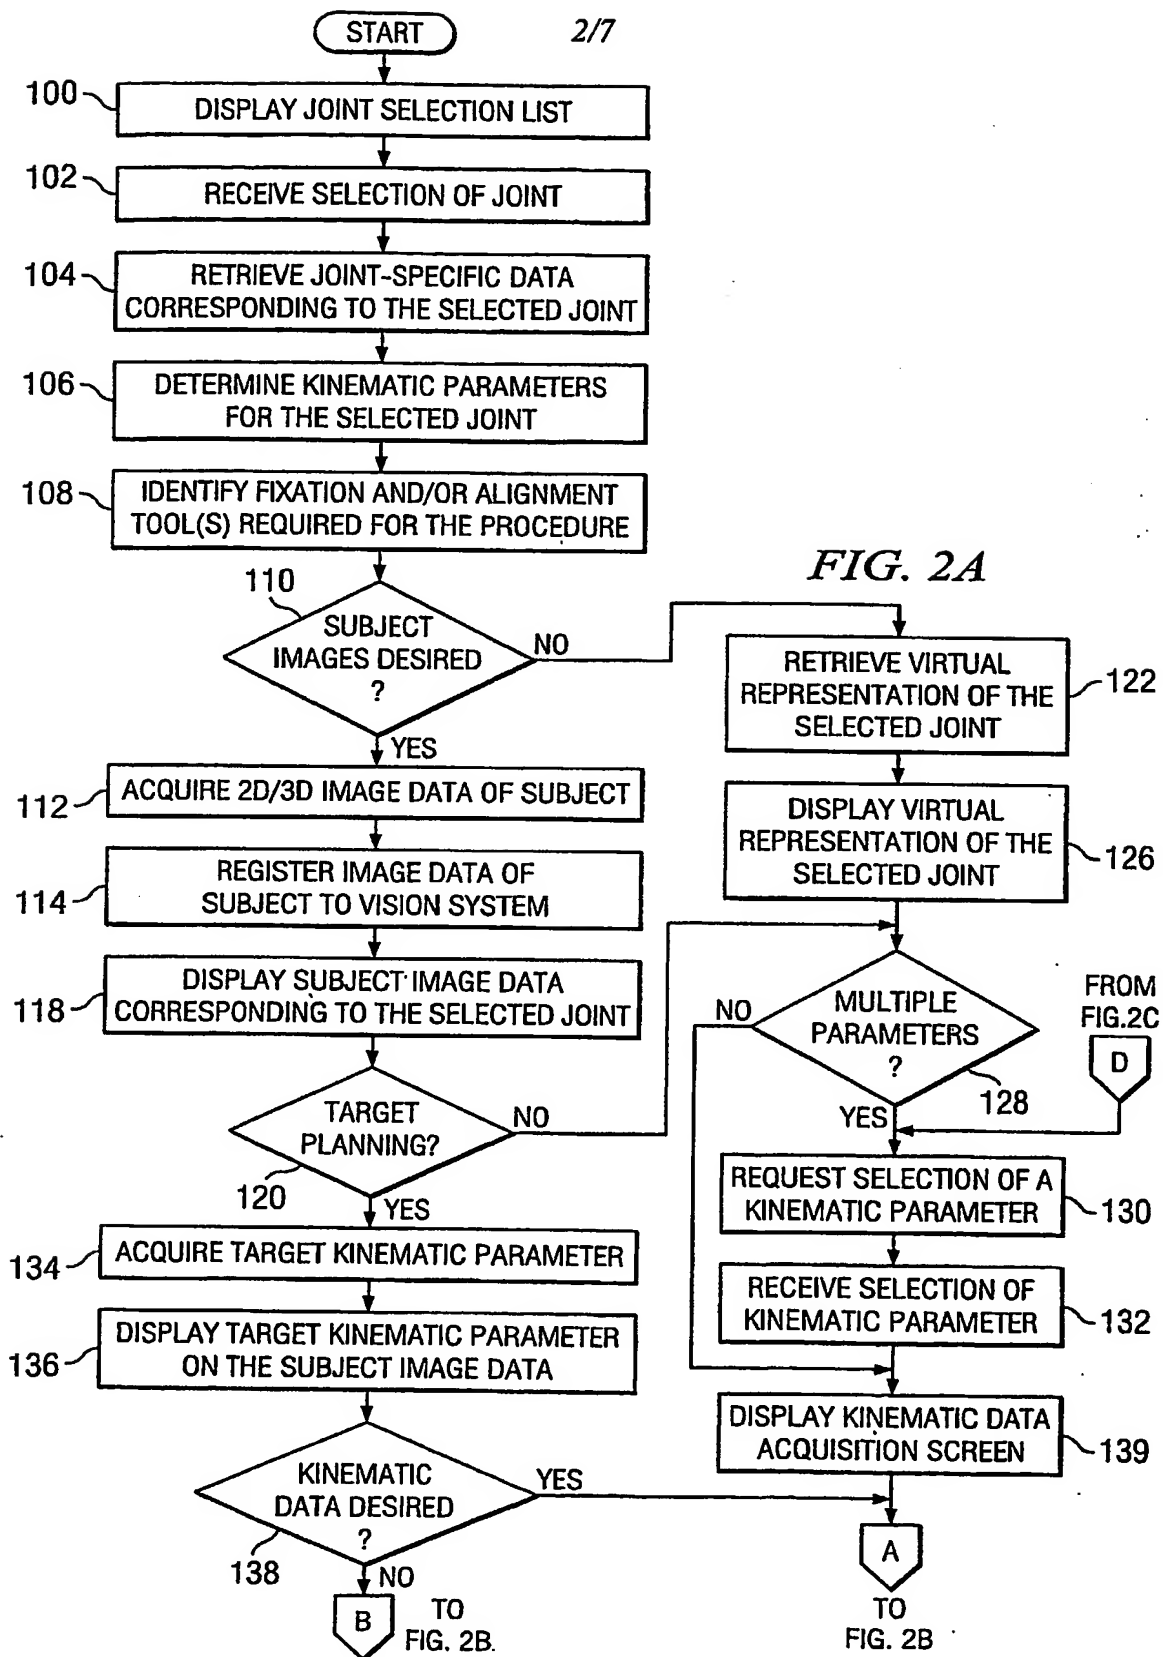 START
2/7
100
DISPLAY JOINT SELECTION LIST
102
RECEIVE SELECTION OF JOINT
104
RETRIEVE JOINT-SPECIFIC DATA
CORRESPONDING TO THE SELECTED JOINT
106
DETERMINE KINEMATIC PARAMETERS
FOR THE SELECTED JOINT
108
IDENTIFY FIXATION AND/OR ALIGNMENT
TOOL(S) REQUIRED FOR THE PROCEDURE
FIG. 2A
110
SUBJECT
IMAGES DESIRED
?
NO
YES
112
ACQUIRE 2D/3D IMAGE DATA OF SUBJECT
114
REGISTER IMAGE DATA OF
SUBJECT TO VISION SYSTEM
118
DISPLAY SUBJECT IMAGE DATA
CORRESPONDING TO THE SELECTED JOINT
TARGET
PLANNING?
NO
120
YES
134
ACQUIRE TARGET KINEMATIC PARAMETER
136
DISPLAY TARGET KINEMATIC PARAMETER
ON THE SUBJECT IMAGE DATA
KINEMATIC
DATA DESIRED
?
YES
138
NO
B
TO
FIG. 2B.
RETRIEVE VIRTUAL
REPRESENTATION OF THE
SELECTED JOINT
122
DISPLAY VIRTUAL
REPRESENTATION OF THE
SELECTED JOINT
126
NO
MULTIPLE
PARAMETERS
?
128
YES
FROM
FIG.2C
D
REQUEST SELECTION OF A
KINEMATIC PARAMETER
130
RECEIVE SELECTION OF
KINEMATIC PARAMETER
132
DISPLAY KINEMATIC DATA
ACQUISITION SCREEN
139
A
TO
FIG. 2B